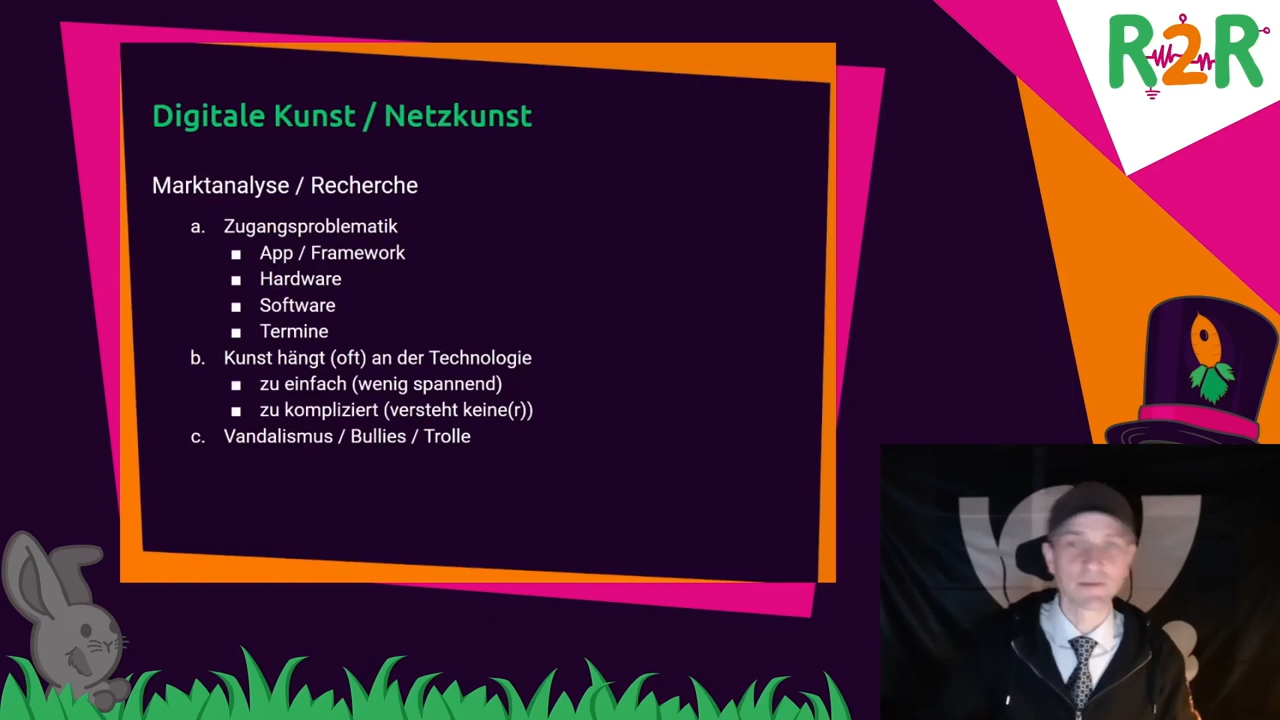 R2R
Digitale Kunst / Netzkunst
Marktanalyse / Recherche
a. Zugangsproblematik
■ App / Framework
■ Hardware
■ Software
■ Termine
b. Kunst hängt (oft) an der Technologie
■ zu einfach (wenig spannend)
■ zu kompliziert (versteht keine(r))
c. Vandalismus / Bullies / Trolle